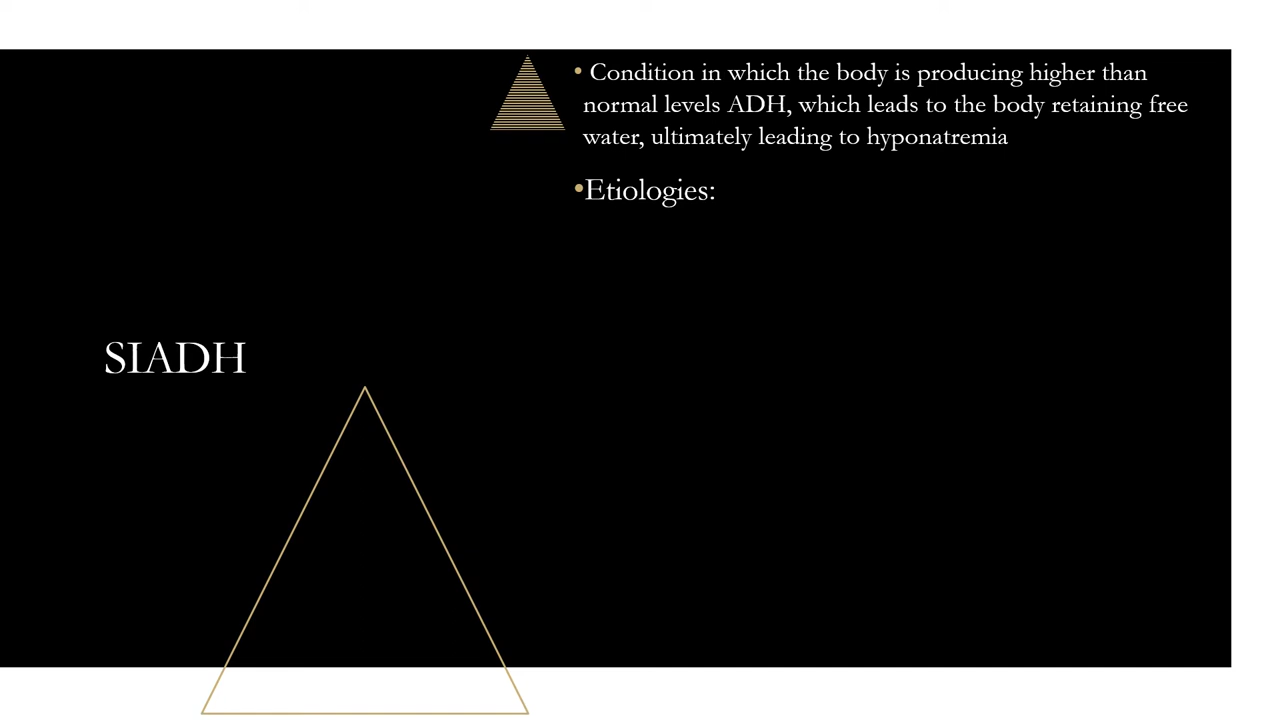 • Condition in which the body is producing higher than
normal levels ADH, which leads to the body retaining free
water, ultimately leading to hyponatremia
•Etiologies:
SIADH